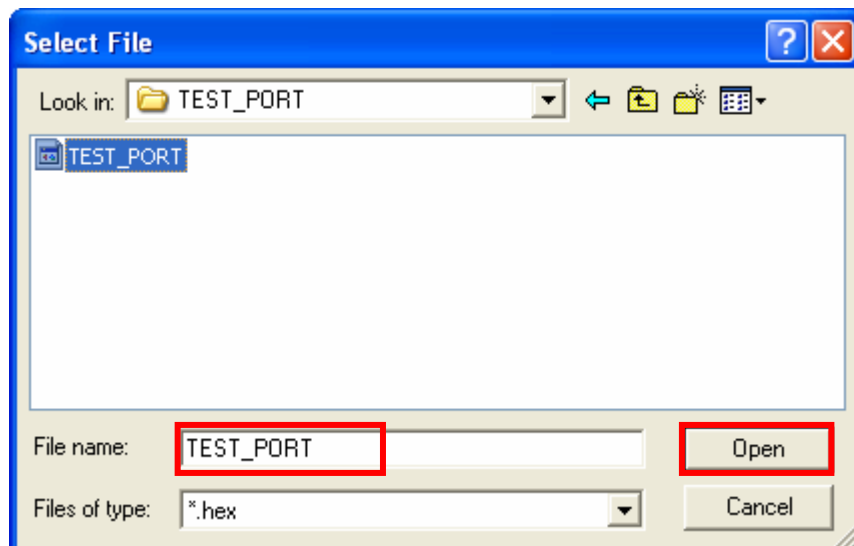 Select File
Look in: TEST_PORT
TEST_PORT
File name: TEST_PORT Open
Files of type: *.hex Cancel